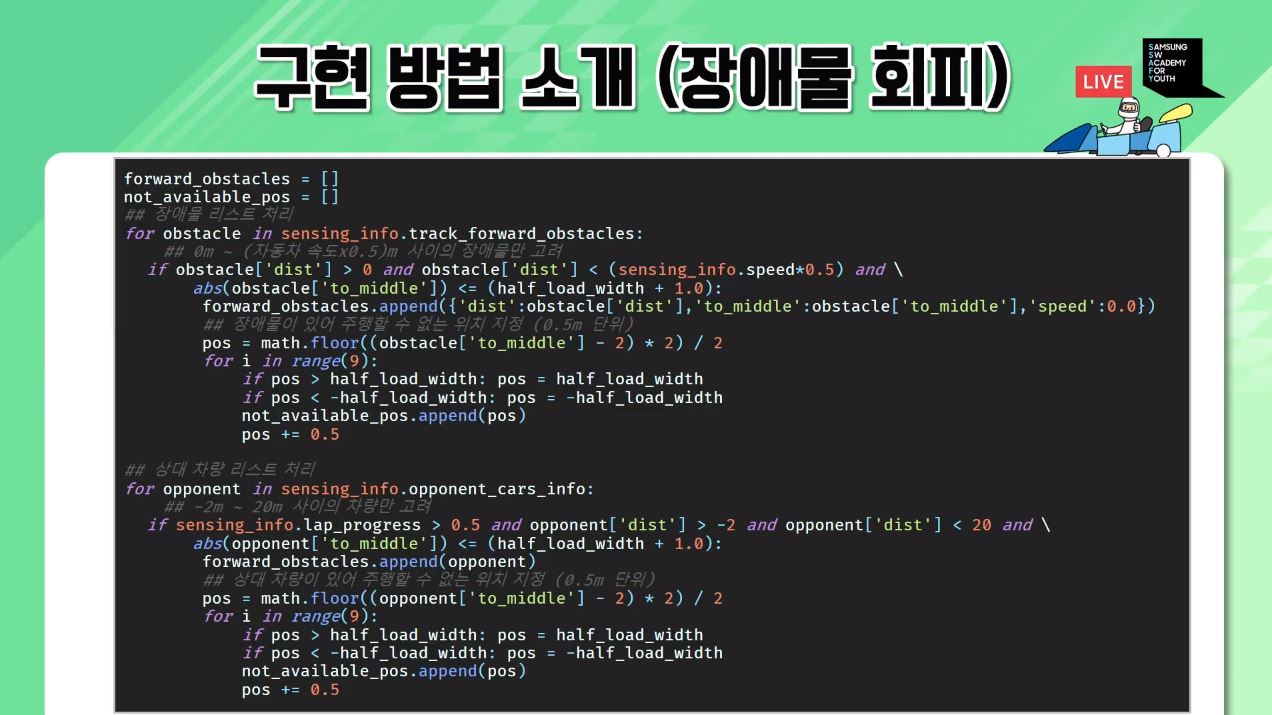 구현 방법 소개 (장애물 회피)
LIVE
SAMSUNG
SW
ACADEMY
FOR
YOUTH
forward_obstacles = []
not_available_pos = []
## 장애물 리스트 처리
for obstacle in sensing_info.track_forward_obstacles:
    ## 0m ~ (자동차 속도x0.5)m 사이의 장애물만 고려
  if obstacle['dist'] > 0 and obstacle['dist'] < (sensing_info.speed*0.5) and \
       abs(obstacle['to_middle']) <= (half_load_width + 1.0):
        forward_obstacles.append({'dist':obstacle['dist'],'to_middle':obstacle['to_middle'],'speed':0.0})
        ## 장애물이 있어 주행할 수 없는 위치 지정 (0.5m 단위)
        pos = math.floor((obstacle['to_middle'] - 2) * 2) / 2
        for i in range(9):
            if pos > half_load_width: pos = half_load_width
            if pos < -half_load_width: pos = -half_load_width
            not_available_pos.append(pos)
            pos += 0.5
## 상대 차량 리스트 처리
for opponent in sensing_info.opponent_cars_info:
    ## -2m ~ 20m 사이의 차량만 고려
  if sensing_info.lap_progress > 0.5 and opponent['dist'] > -2 and opponent['dist'] < 20 and \
       abs(opponent['to_middle']) <= (half_load_width + 1.0):
        forward_obstacles.append(opponent)
        ## 상대 차량이 있어 주행할 수 없는 위치 지정 (0.5m 단위)
        pos = math.floor((opponent['to_middle'] - 2) * 2) / 2
        for i in range(9):
            if pos > half_load_width: pos = half_load_width
            if pos < -half_load_width: pos = -half_load_width
            not_available_pos.append(pos)
            pos += 0.5